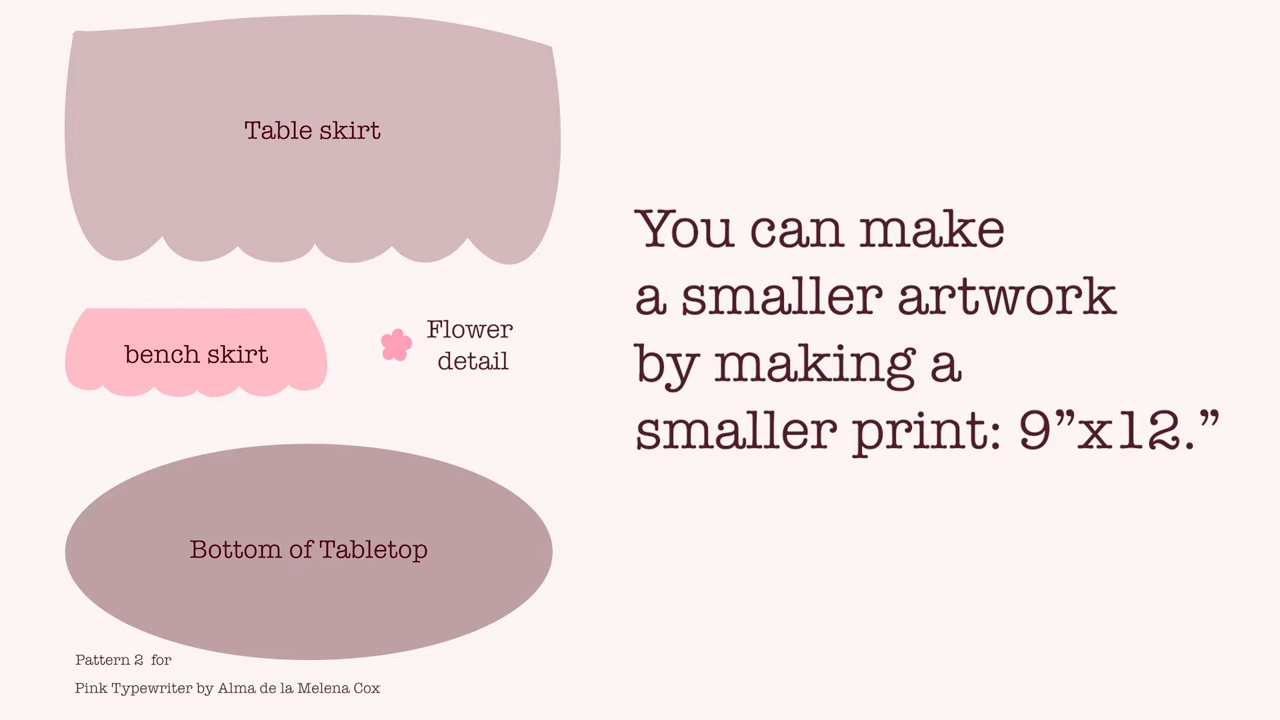 Table skirt
bench skirt
Flower
detail
Bottom of Tabletop
Pattern 2 for
Pink Typewriter by Alma de la Melena Cox
You can make
a smaller artwork
by making a
smaller print: 9”x12.”